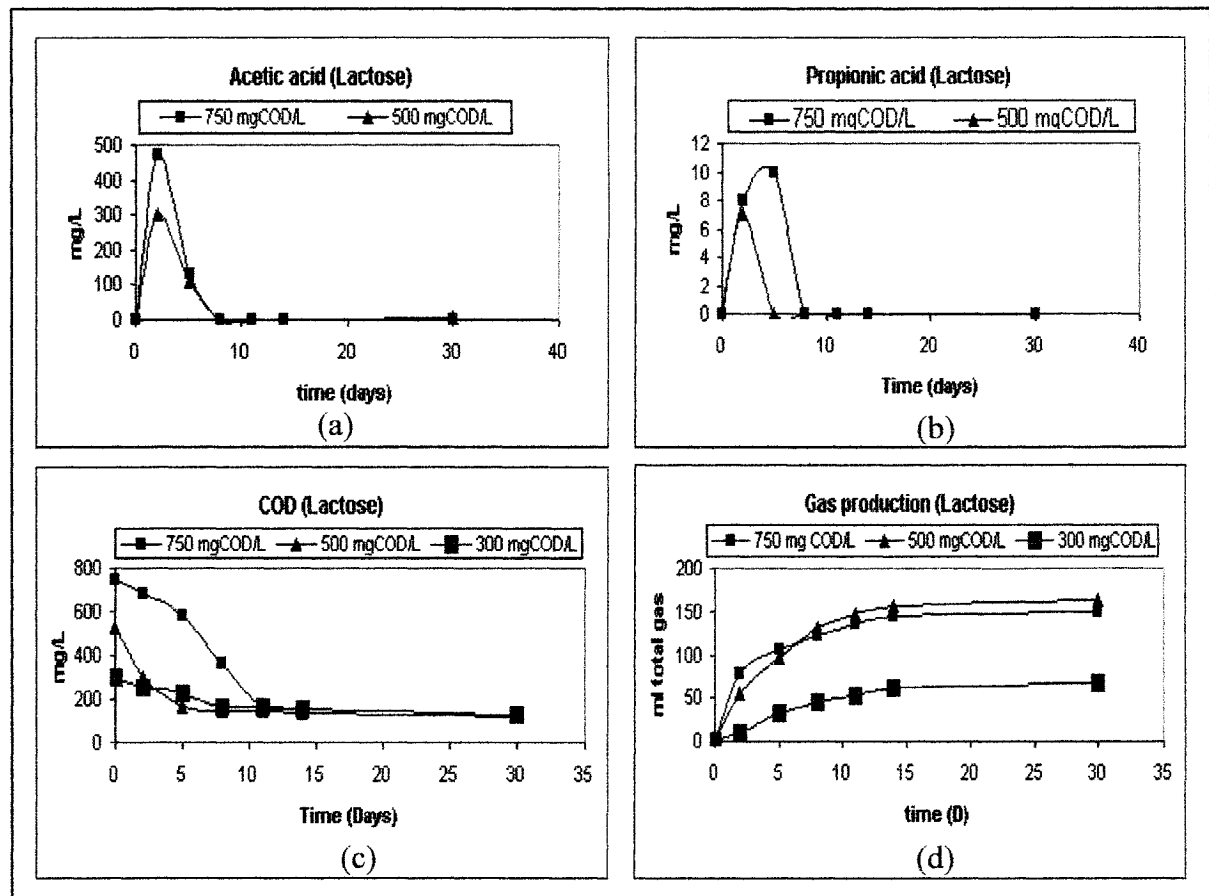 Acetic acid (Lactose)
750 mgCOD/L 500 mgCOD/L
500
400
300
200
100
0
mg/L
0 10 20 30 40
time (days)
(a)
Propionic acid (Lactose)
750 mqCOD/L 500 mqCOD/L
12
10
8
6
4
2
0
mg/L
0 10 20 30 40
Time (days)
(b)
COD (Lactose)
750 mgCOD/L 500 mgCOD/L 300 mgCOD/L
800
600
400
200
0
mg/L
0 5 10 15 20 25 30 35
Time (Days)
(c)
Gas production (Lactose)
750 mg COD/L 500 mgCOD/L 300 mgCOD/L
200
150
100
50
0
ml total gas
0 5 10 15 20 25 30 35
time (D)
(d)